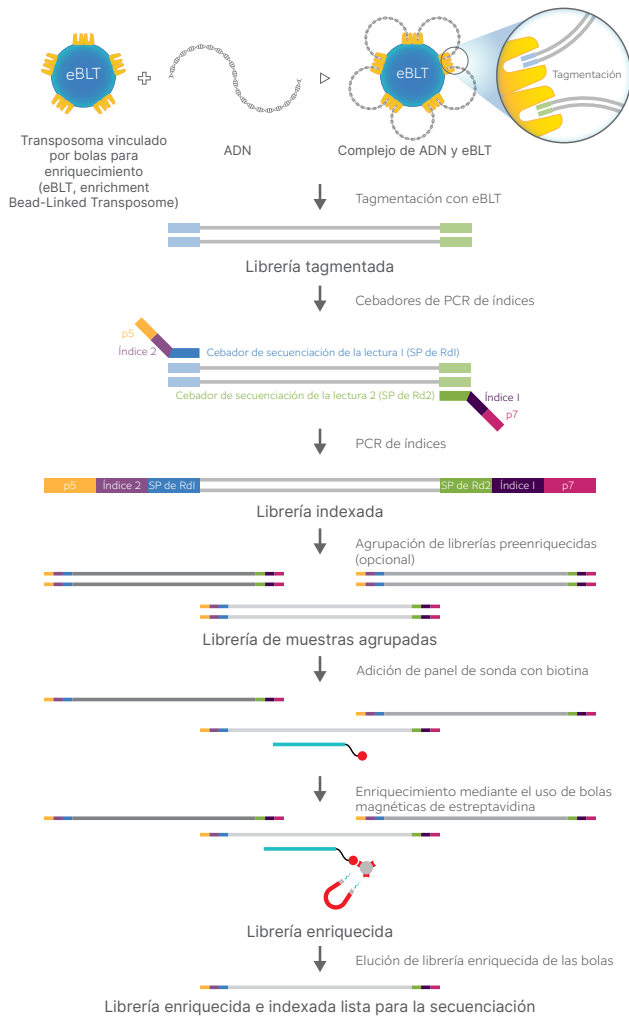 eBLT
eBLT
Tagmentación
Transposoma vinculado
por bolas para
enriquecimiento
(eBLT, enrichment
Bead-Linked Transposome)
ADN
Complejo de ADN y eBLT
Tagmentación con eBLT
Librería tagmentada
Cebadores de PCR de índices
p5
Índice 2
Cebador de secuenciación de la lectura 1 (SP de Rd1)
Cebador de secuenciación de la lectura 2 (SP de Rd2)
Índice 1
p7
PCR de índices
p5 Índice 2 SP de Rd1 SP de Rd2 Índice 1 p7
Librería indexada
Agrupación de librerías preenriquecidas
(opcional)
Librería de muestras agrupadas
Adición de panel de sonda con biotina
Enriquecimiento mediante el uso de bolas
magnéticas de estreptavidina
Librería enriquecida
Elución de librería enriquecida de las bolas
Librería enriquecida e indexada lista para la secuenciación